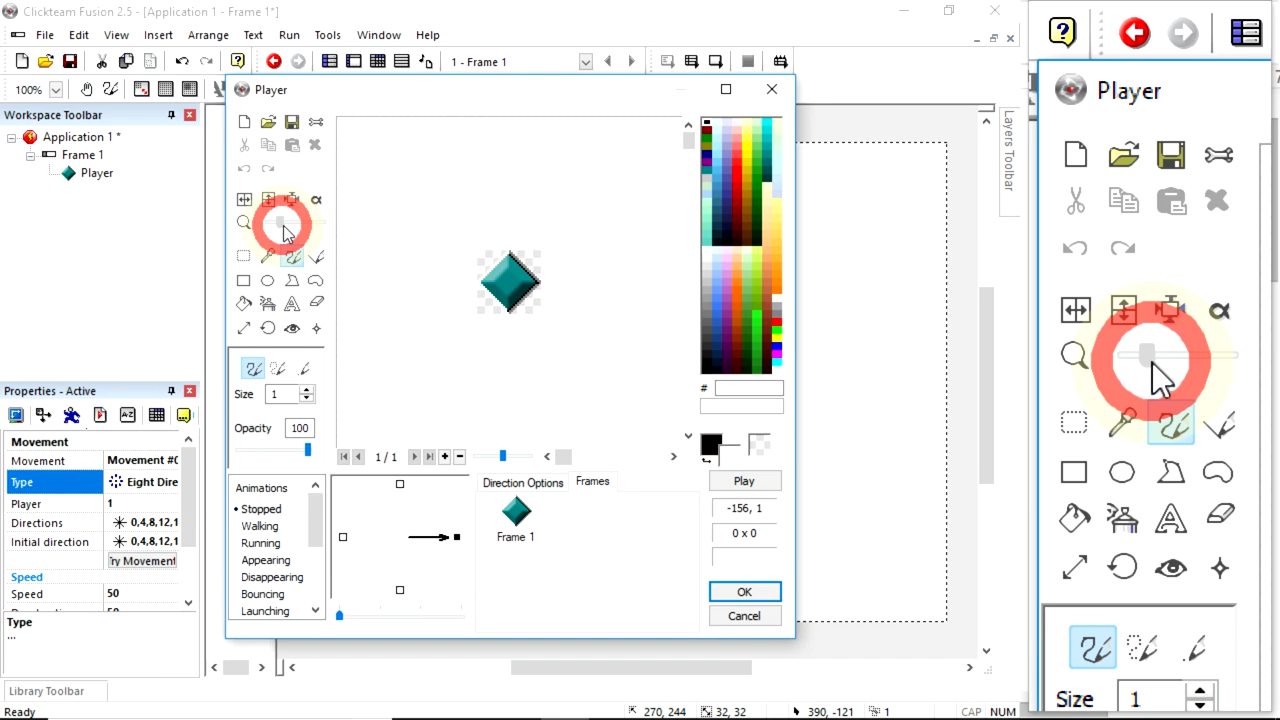 Clickteam Fusion 2.5 - [Application 1 - Frame 1*]
File Edit View Insert Arrange Text Run Tools Window Help
1 - Frame 1
100%
Workspace Toolbar
Application 1 *
Frame 1
Player
Properties - Active
Movement
Movement Movement #0
Type Eight Dire
Player 1
Directions 0,4,8,12,1
Initial direction 0,4,8,12,1
Try Movement
Speed
Speed 50
Type
...
Library Toolbar
Ready
270, 244
32, 32
390, -121
1
CAP NUM
Layers Toolbar
Player
Size 1
Opacity 100
1 / 1
#
Animations
Stopped
Walking
Running
Appearing
Disappearing
Bouncing
Launching
Direction Options
Frames
Frame 1
Play
-156, 1
0 x 0
OK
Cancel
Player
Size 1